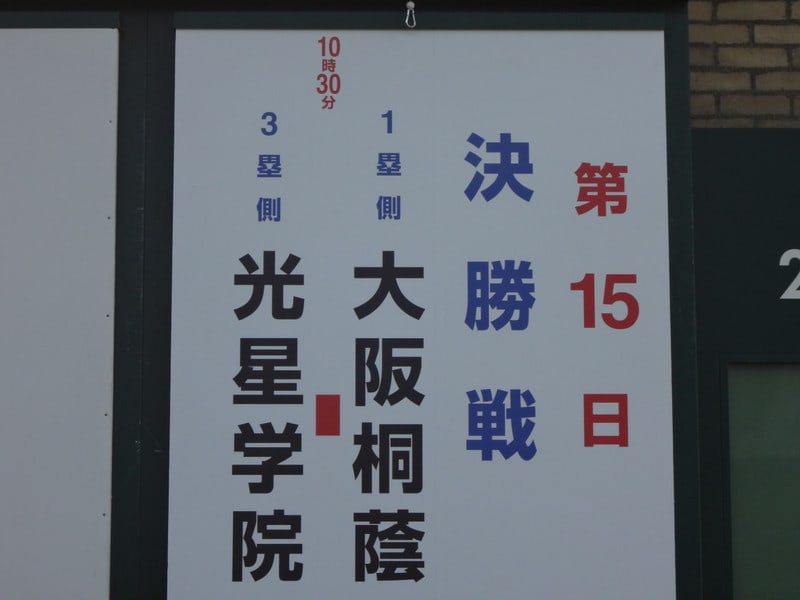 第15日
決勝戦
1塁側 大阪桐蔭
10時30分
3塁側 光星学院
2